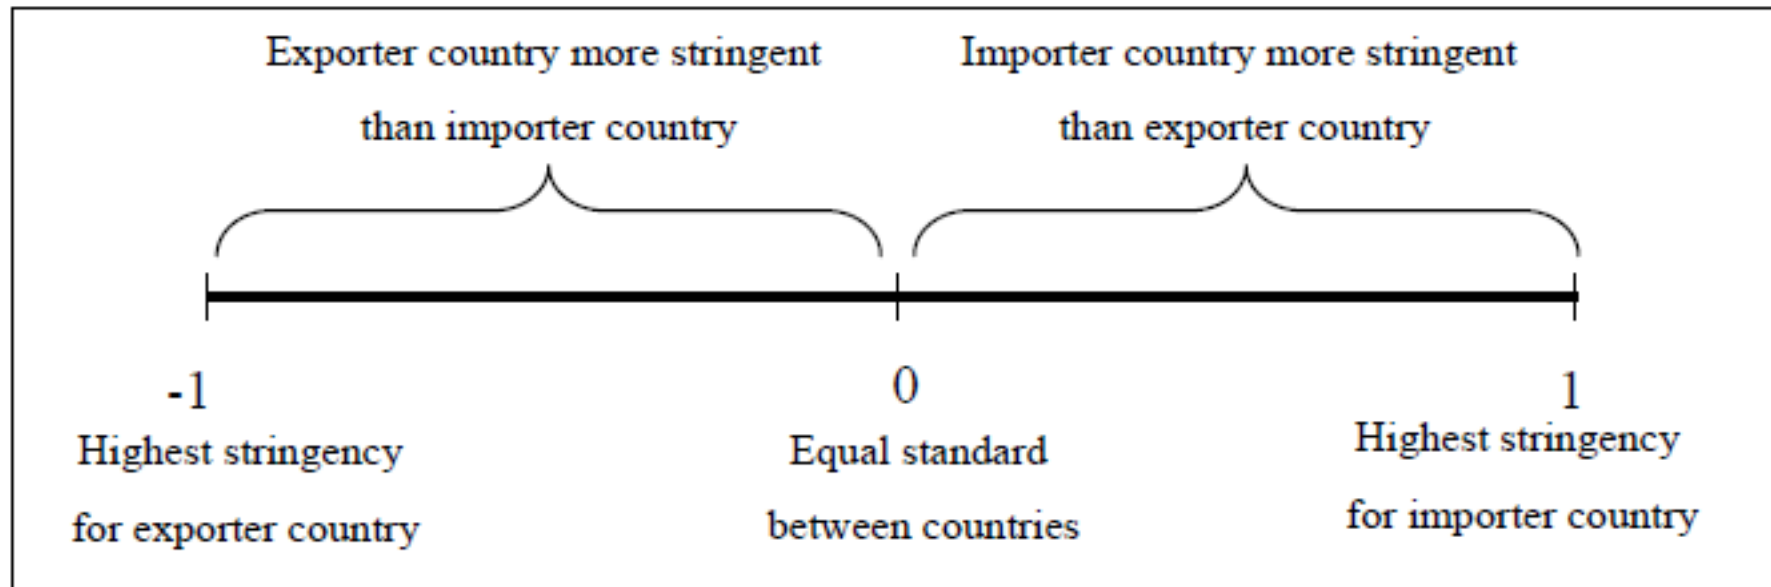 Exporter country more stringent
than importer country
Importer country more stringent
than exporter country
-1
Highest stringency
for exporter country
0
Equal standard
between countries
1
Highest stringency
for importer country